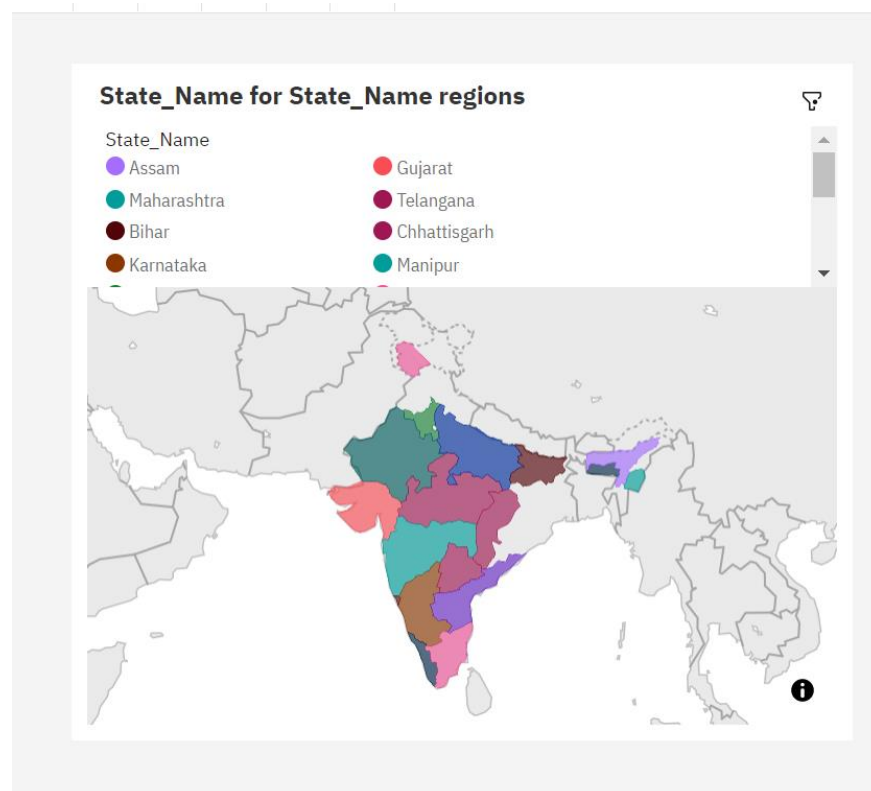 State_Name for State_Name regions
State_Name
Assam Gujarat
Maharashtra Telangana
Bihar Chhattisgarh
Karnataka Manipur